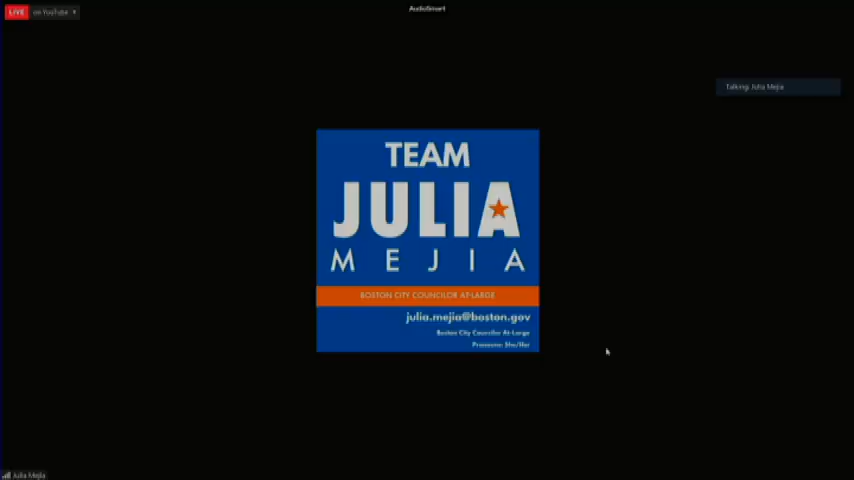 LIVE on YouTube
AudioSmart
Talking: Julia Mejia
TEAM
JULIA
MEJIA
BOSTON CITY COUNCILOR AT-LARGE
julia.mejia@boston.gov
Boston City Councilor At-Large
Pronouns: She/Her
Julia Mejia